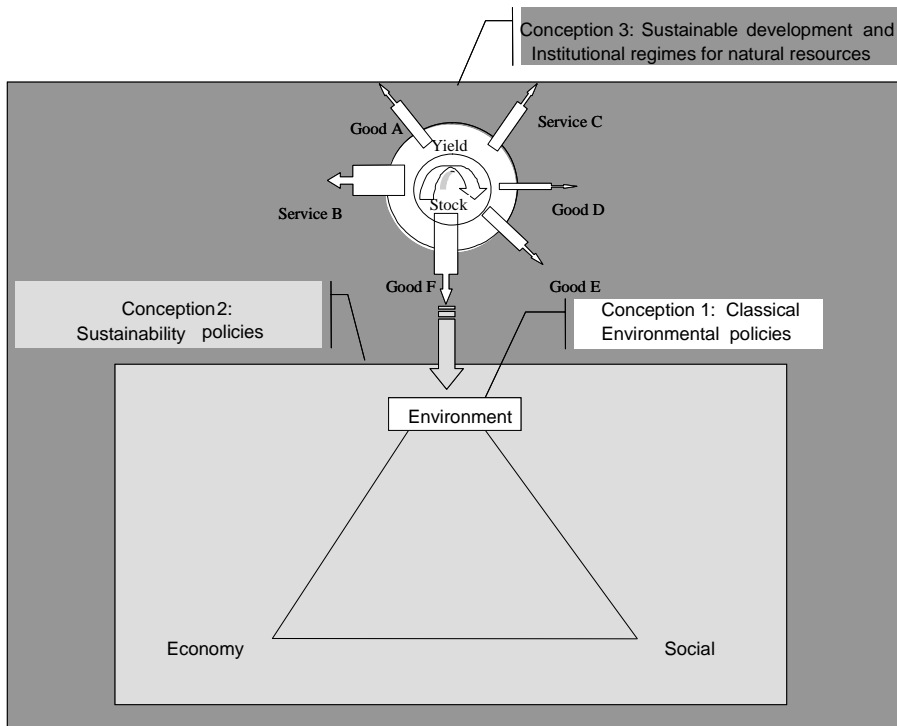 Conception 3: Sustainable development and
Institutional regimes for natural resources
Good A
Service C
Yield
Stock
Service B
Good D
Good F
Good E
Conception 2:
Sustainability policies
Conception 1: Classical
Environmental policies
Environment
Economy
Social